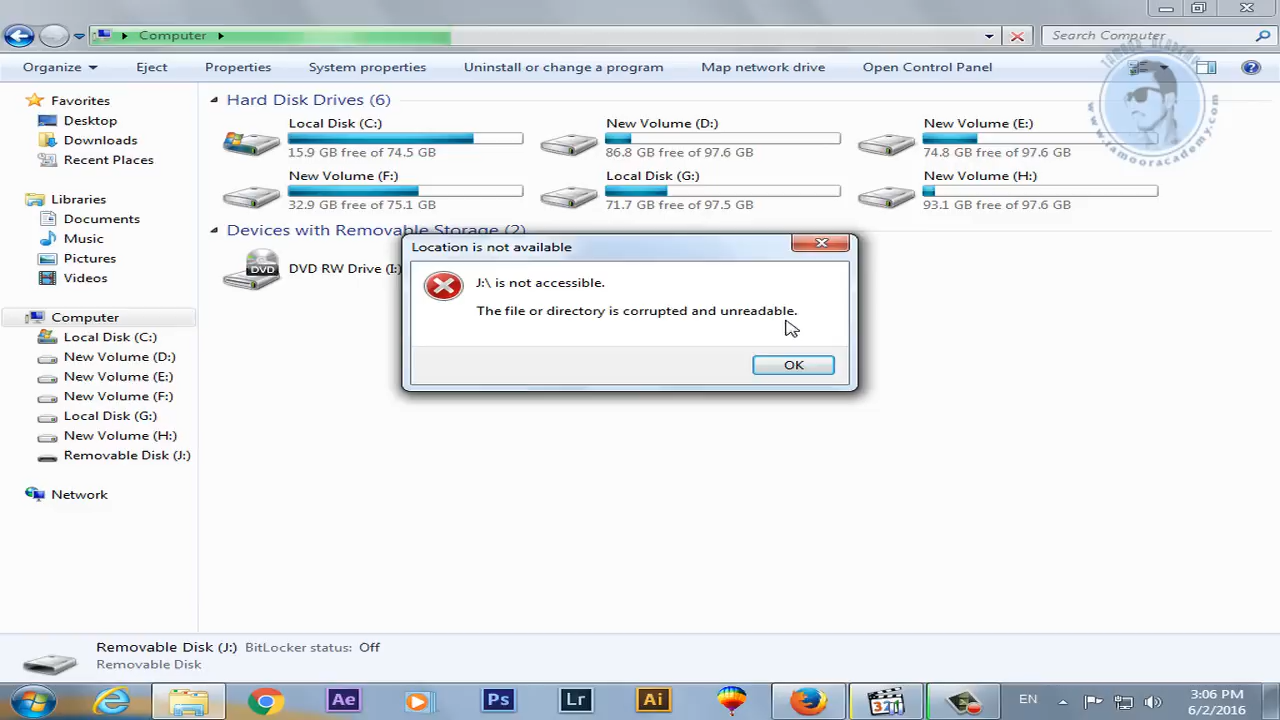 Computer
Search Computer
Organize
Eject
Properties
System properties
Uninstall or change a program
Map network drive
Open Control Panel
Favorites
Desktop
Downloads
Recent Places
Libraries
Documents
Music
Pictures
Videos
Computer
Local Disk (C:)
New Volume (D:)
New Volume (E:)
New Volume (F:)
Local Disk (G:)
New Volume (H:)
Removable Disk (J:)
Network
Hard Disk Drives (6)
Local Disk (C:)
15.9 GB free of 74.5 GB
New Volume (D:)
86.8 GB free of 97.6 GB
New Volume (E:)
74.8 GB free of 97.6 GB
New Volume (F:)
32.9 GB free of 75.1 GB
Local Disk (G:)
71.7 GB free of 97.5 GB
New Volume (H:)
93.1 GB free of 97.6 GB
Devices with Removable Storage (2)
DVD
DVD RW Drive (I:)
Location is not available
J:\ is not accessible.
The file or directory is corrupted and unreadable.
OK
TAMOOR ACADEMY
www.tamooracademy.com
Removable Disk (J:) BitLocker status: Off
Removable Disk
Ae
Ps
Lr
Ai
321
EN
3:06 PM
6/2/2016